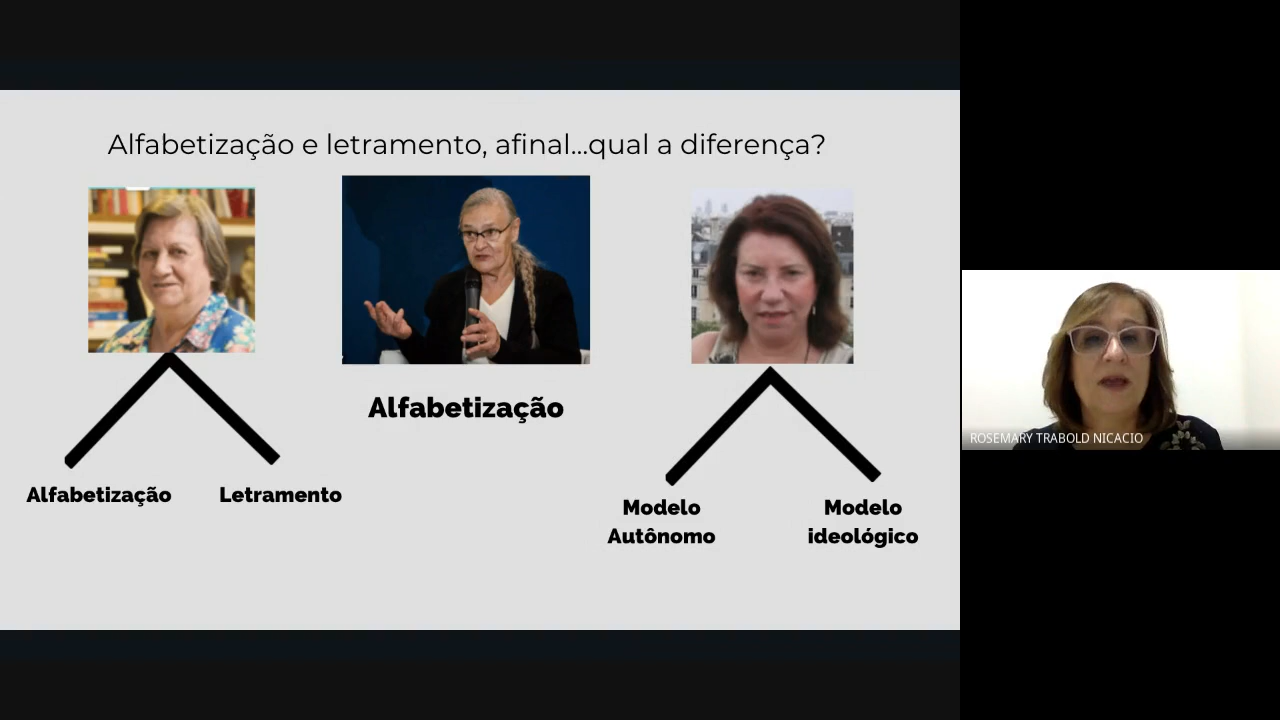 Alfabetização e letramento, afinal...qual a diferença?
Alfabetização
Alfabetização
Letramento
Modelo
Autônomo
Modelo
ideológico
ROSEMARY TRABOLD NICACIO